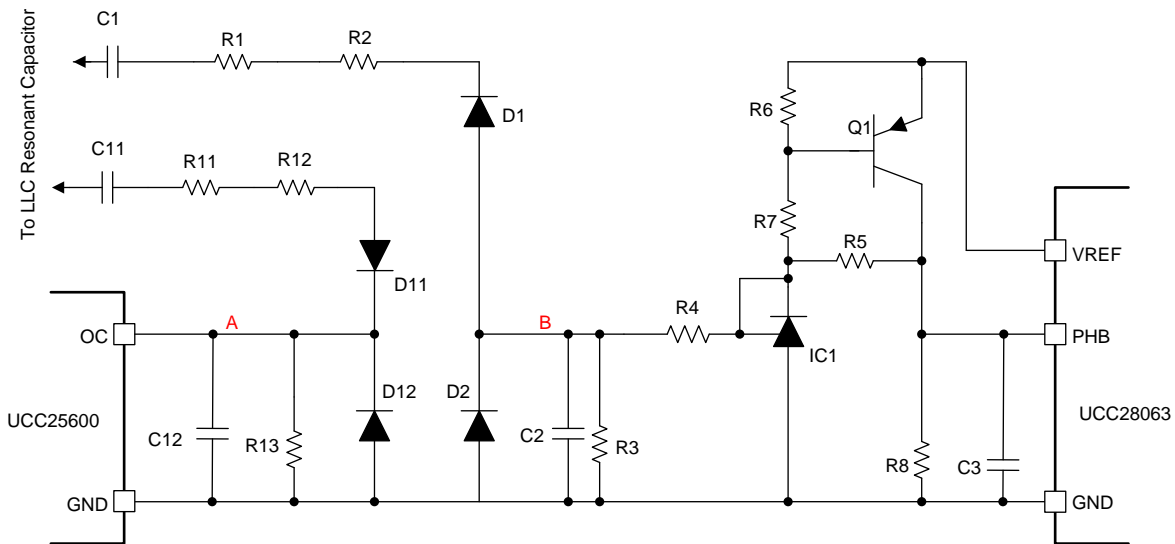 C1
R1
R2
To LLC Resonant Capacitor
D1
R6
Q1
C11
R11
R12
R7
R5
VREF
D11
A
B
R4
OC
IC1
PHB
D12
D2
UCC25600
C12
R13
C2
R3
UCC28063
R8
C3
GND
GND